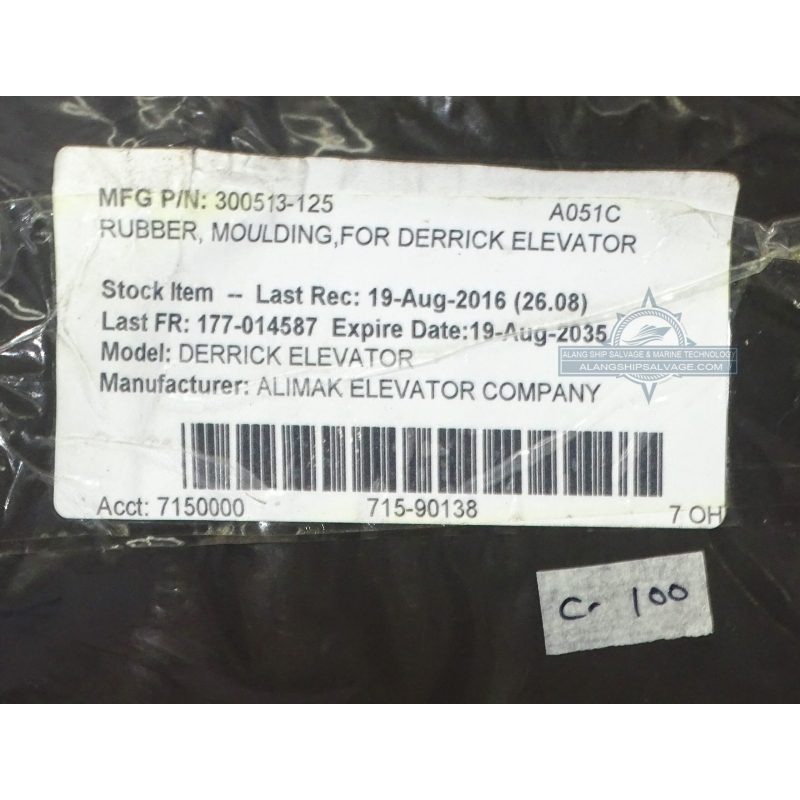 MFG P/N: 300513-125 A051C
RUBBER, MOULDING,FOR DERRICK ELEVATOR
Stock Item -- Last Rec: 19-Aug-2016 (26.08)
Last FR: 177-014587 Expire Date:19-Aug-2035
Model: DERRICK ELEVATOR
Manufacturer: ALIMAK ELEVATOR COMPANY
ALANG SHIP SALVAGE & MARINE TECHNOLOGY
ALANGSHIPSALVAGE.COM
Acct: 7150000 715-90138 7 OH
Cr 100